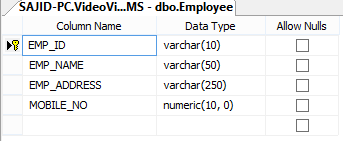 SAJID-PC.VideoVi...MS - dbo.Employee
Column Name Data Type Allow Nulls
EMP_ID varchar(10)
EMP_NAME varchar(50)
EMP_ADDRESS varchar(250)
MOBILE_NO numeric(10, 0)